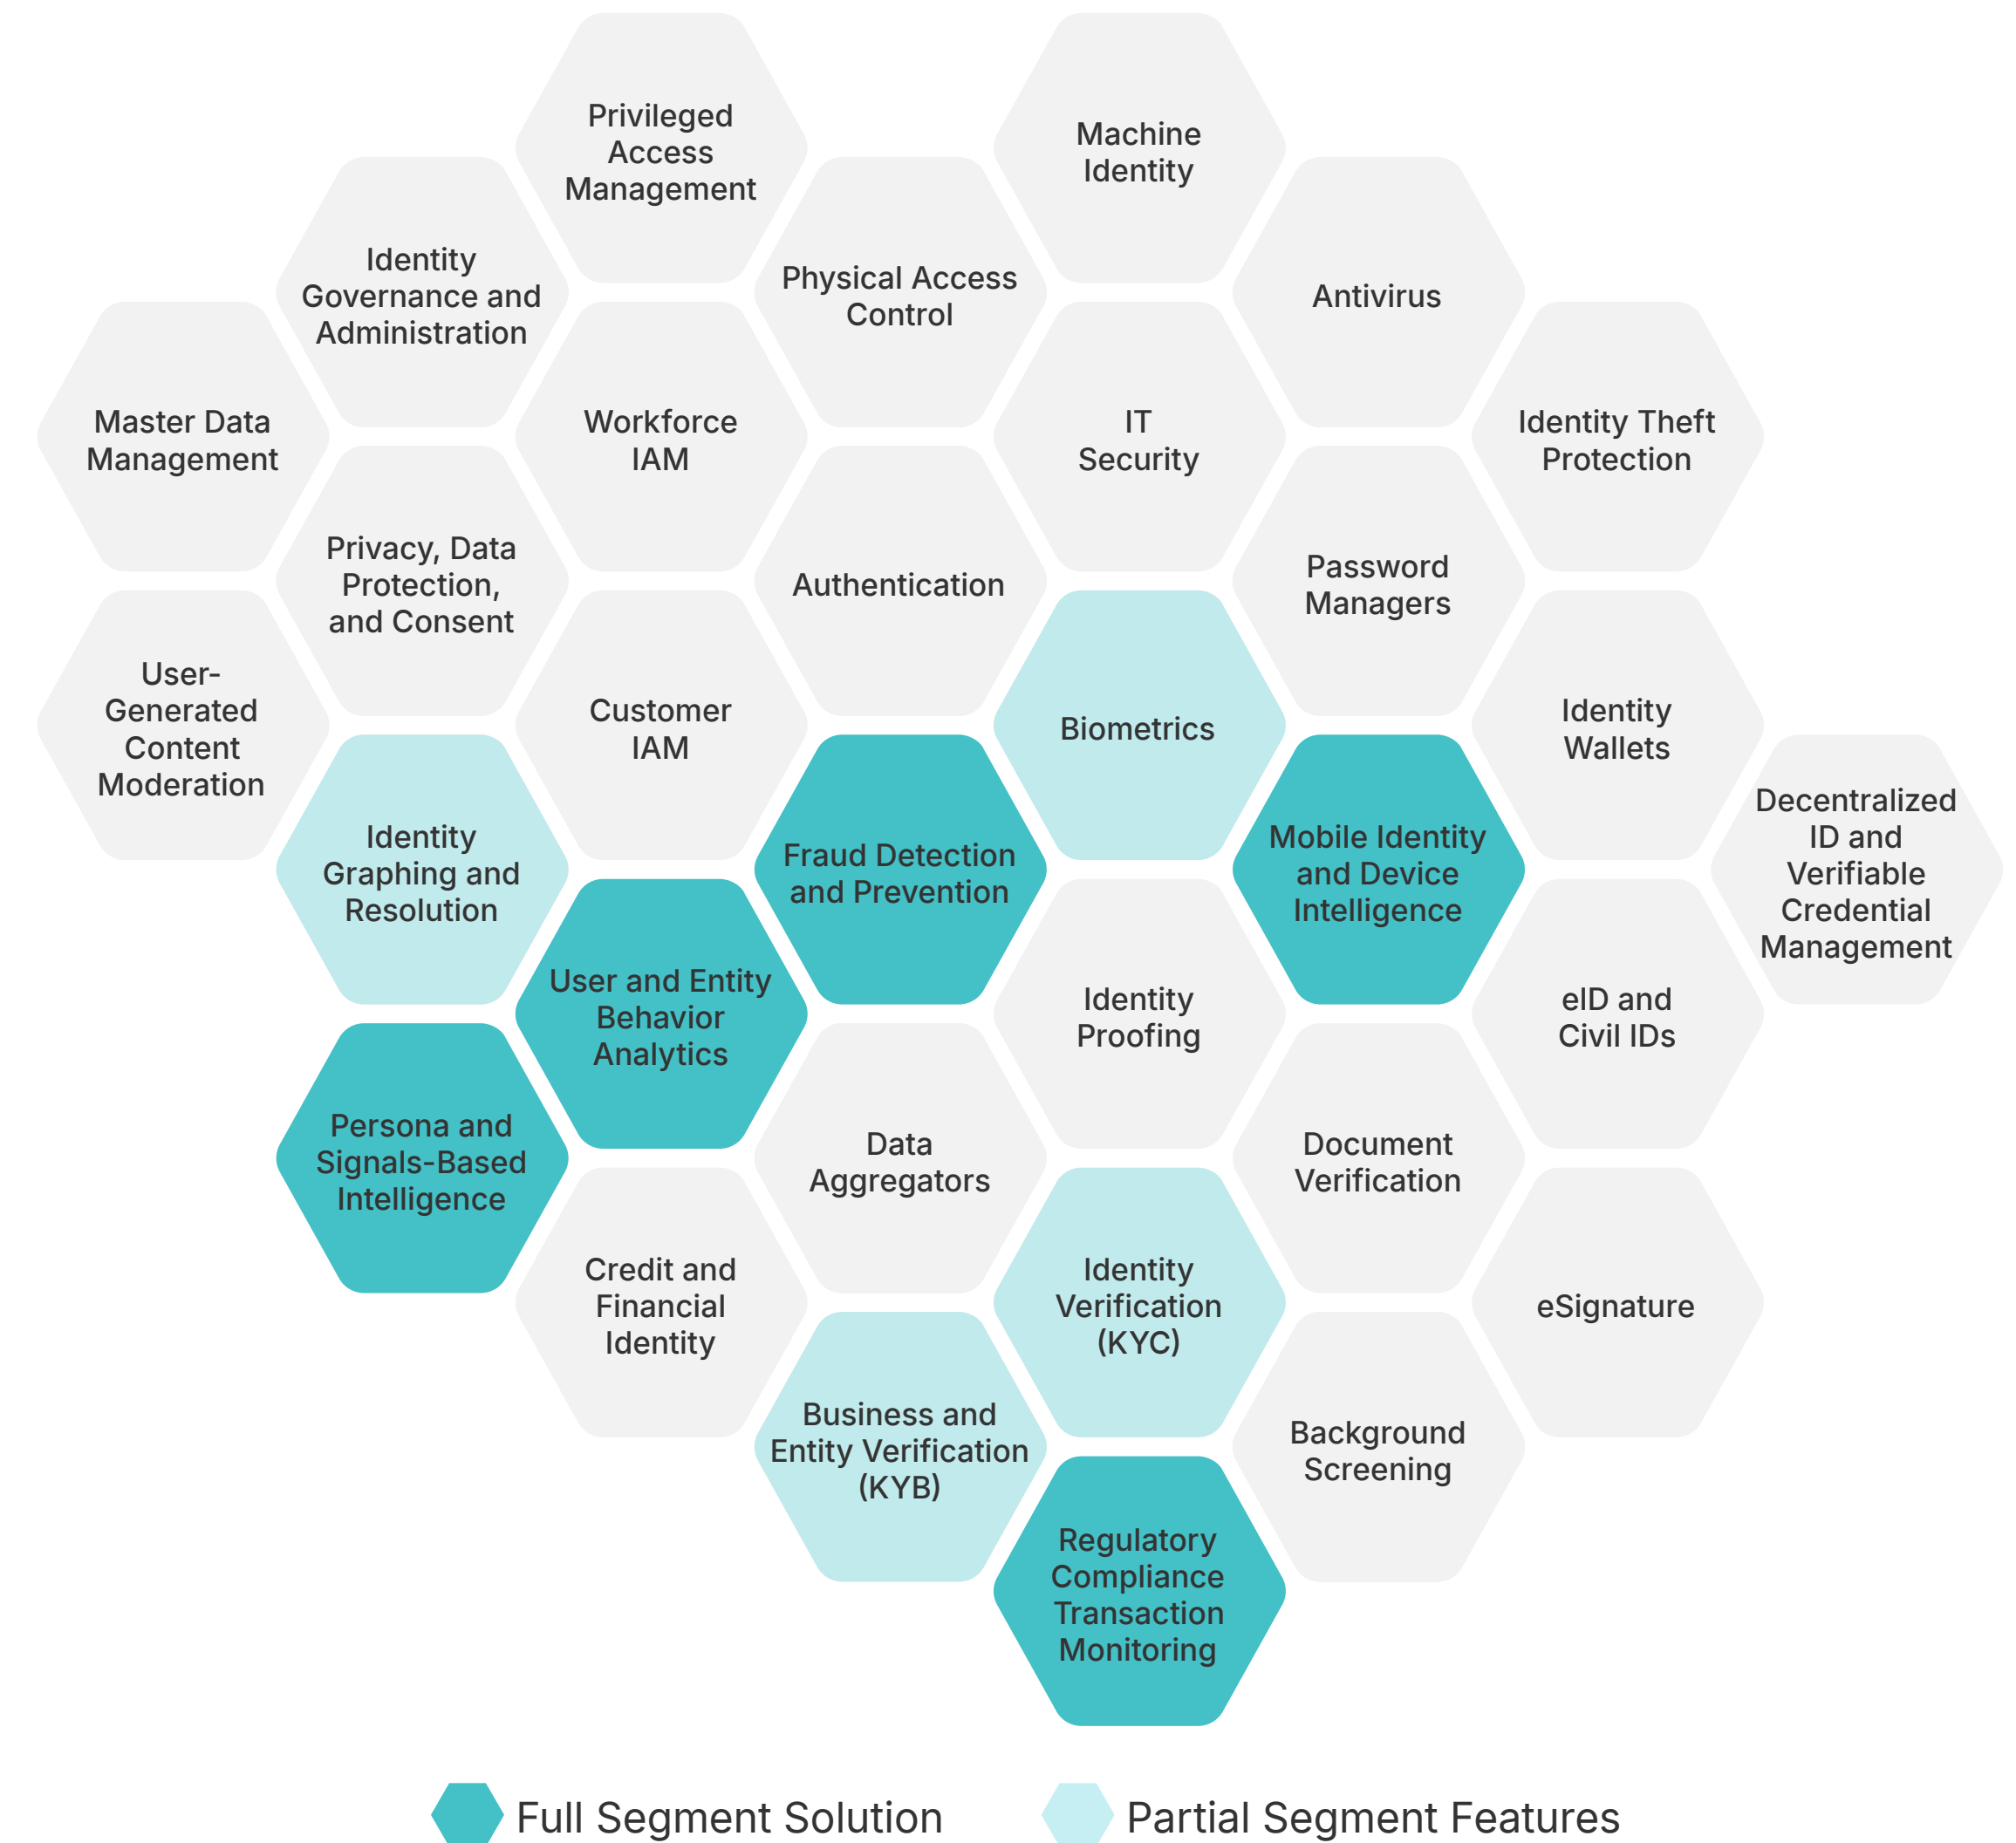 Privileged
Access
Management
Machine
Identity
Identity
Governance and
Administration
Physical Access
Control
Antivirus
Master Data
Management
Workforce
IAM
IT
Security
Identity Theft
Protection
Privacy, Data
Protection,
and Consent
Authentication
Password
Managers
User-
Generated
Content
Moderation
Customer
IAM
Biometrics
Identity
Wallets
Identity
Graphing and
Resolution
Fraud Detection
and Prevention
Mobile Identity
and Device
Intelligence
Decentralized
ID and
Verifiable
Credential
Management
User and Entity
Behavior
Analytics
Identity
Proofing
eID and
Civil IDs
Persona and
Signals-Based
Intelligence
Data
Aggregators
Document
Verification
Credit and
Financial
Identity
Identity
Verification
(KYC)
eSignature
Business and
Entity Verification
(KYB)
Background
Screening
Regulatory
Compliance
Transaction
Monitoring
Full Segment Solution
Partial Segment Features